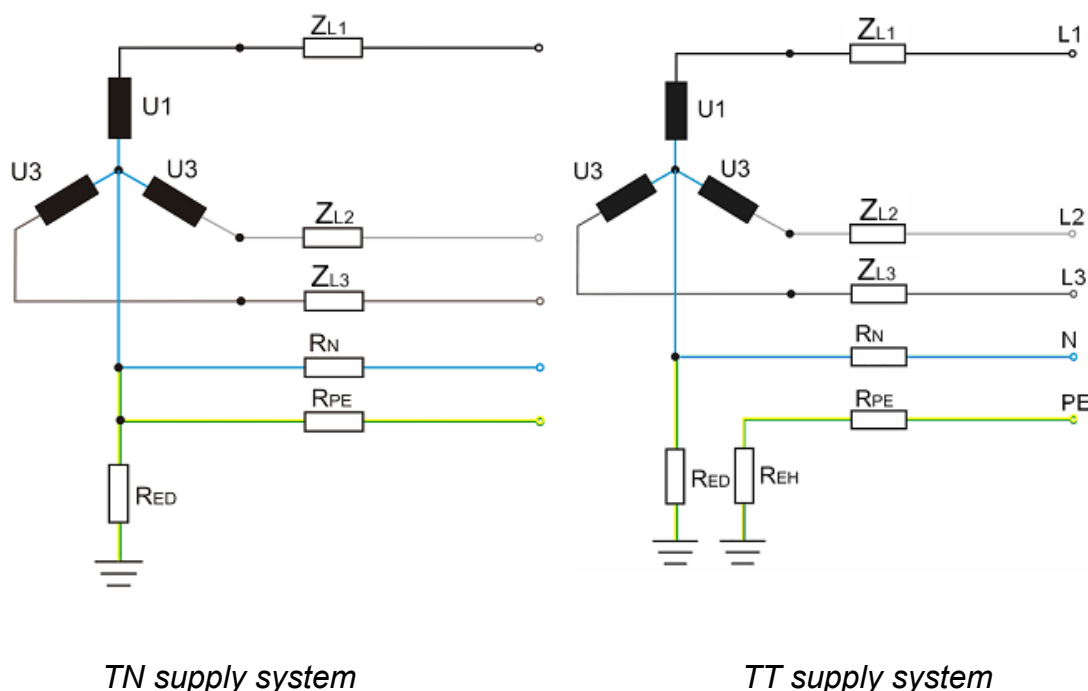 ZL1
U1
U3
U3
ZL2
ZL3
RN
RPE
RED
TN supply system
ZL1
L1
U1
U3
U3
ZL2
L2
ZL3
L3
RN
N
RPE
PE
RED
REH
TT supply system